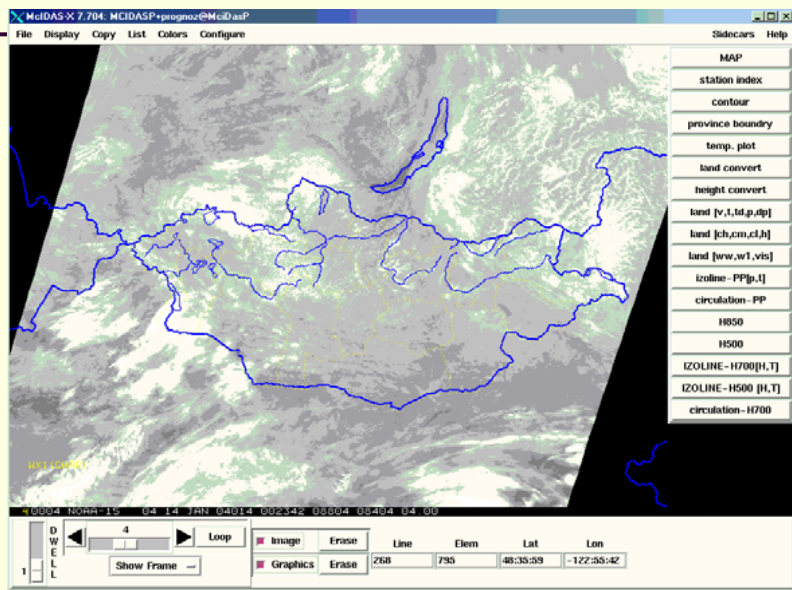 McIDAS-X 7.704: MCIDASP+prognoz@MciDasP
File Display Copy List Colors Configure Sidecars Help
MAP
station index
contour
province boundry
temp. plot
land convert
height convert
land [v,t,td,p,dp]
land [ch,cm,cl,h]
land [ww,w1,vis]
izoline-PP[p,t]
circulation-PP
H850
H500
IZOLINE-H700[H,T]
IZOLINE-H500 [H,T]
circulation-H700
40004 NOAA-15 04 14 JAN 04014 002342 08804 08404 04.00
DWELL
1
4
Loop
Show Frame
Image Erase
Graphics Erase
Line Elem Lat Lon
268 795 48:35:59 -122:55:42